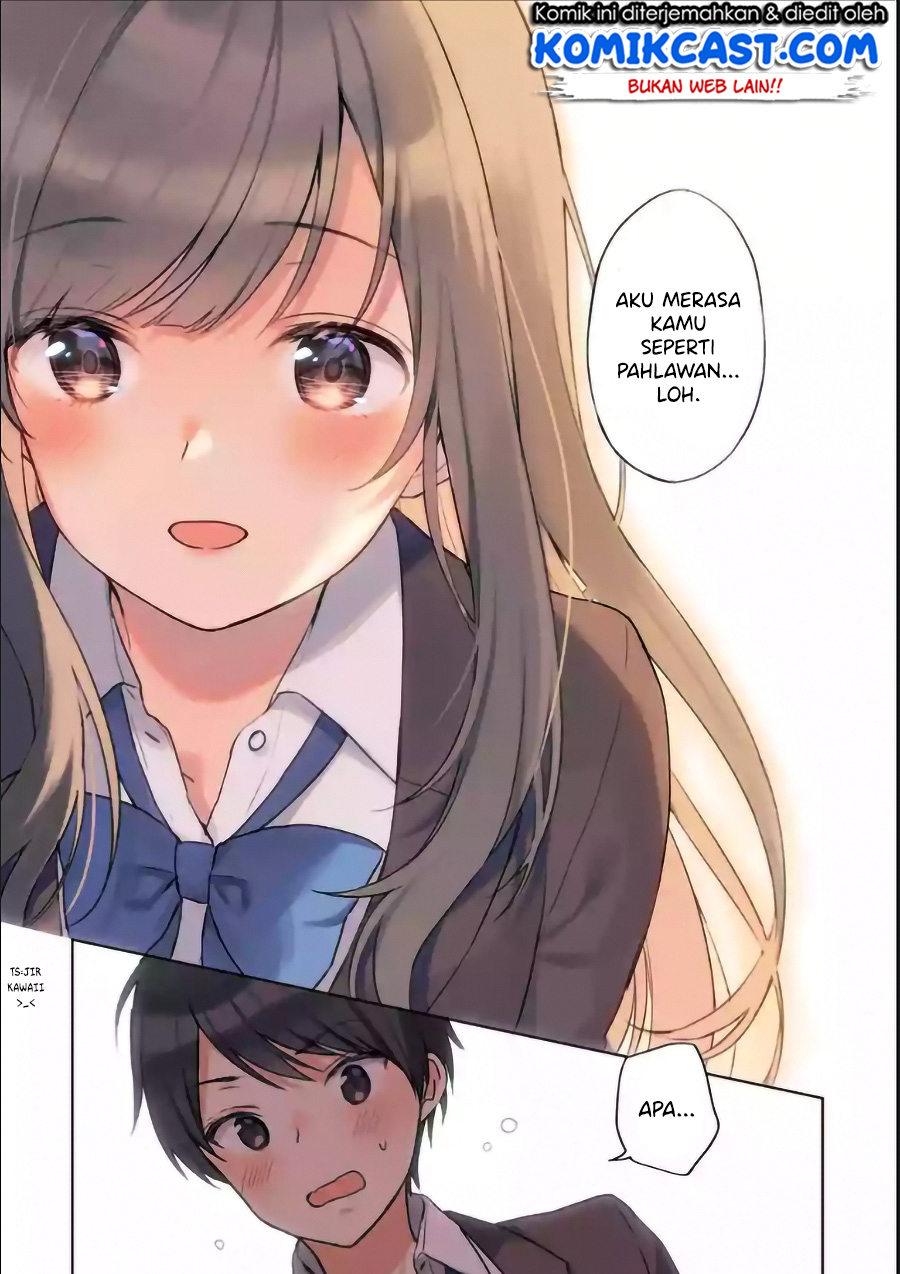 Komik ini diterjemahkan & diedit oleh
KOMIKCAST.COM
BUKAN WEB LAIN!!
AKU MERASA
KAMU
SEPERTI
PAHLAWAN...
LOH.
TS:JIR
KAWAII
>_<
APA...